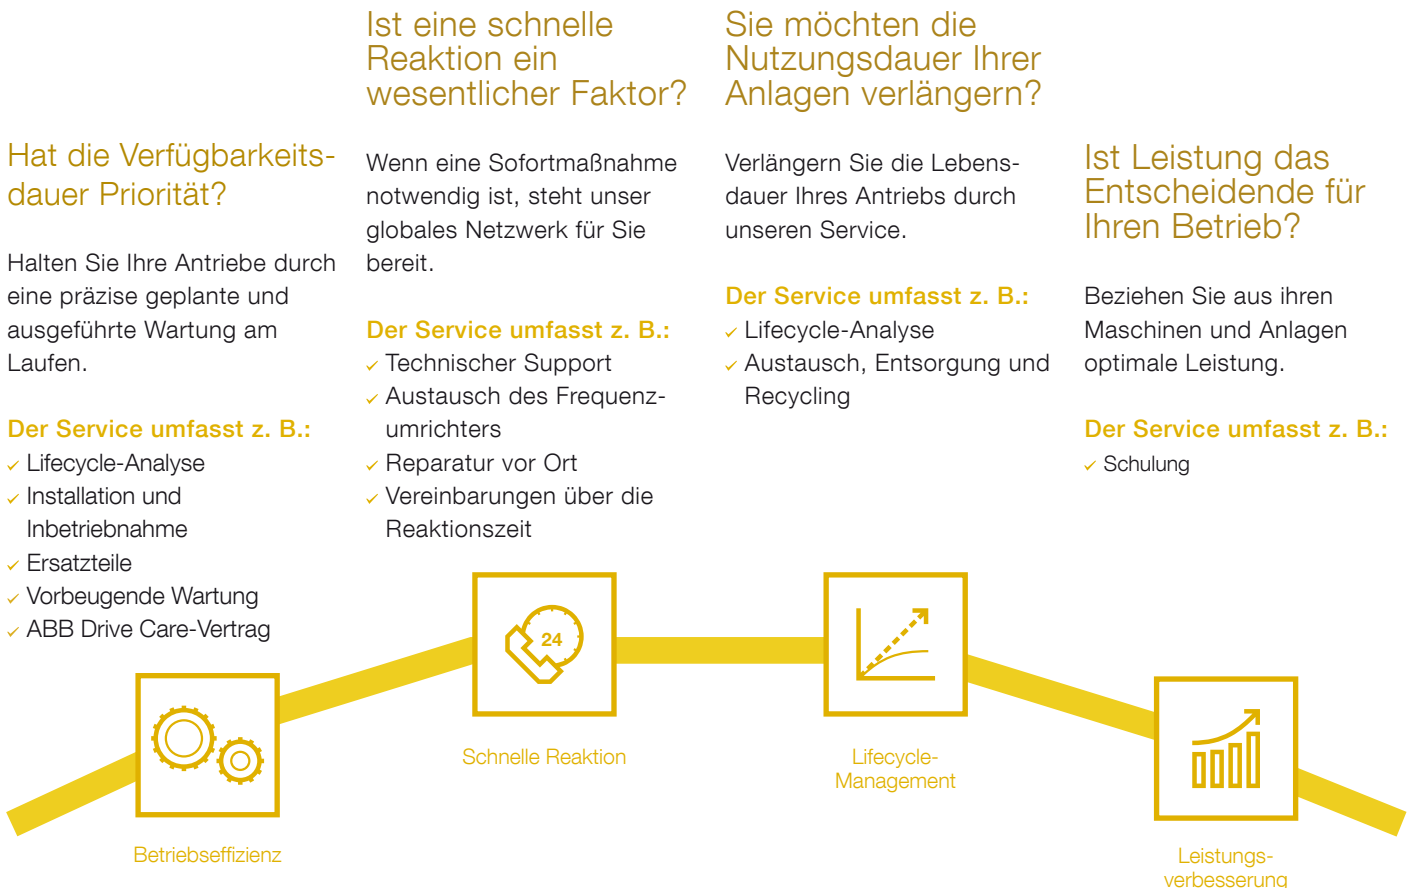 Hat die Verfügbarkeits-
dauer Priorität?
Halten Sie Ihre Antriebe durch
eine präzise geplante und
ausgeführte Wartung am
Laufen.
Der Service umfasst z. B.:
✓ Lifecycle-Analyse
✓ Installation und
Inbetriebnahme
✓ Ersatzteile
✓ Vorbeugende Wartung
✓ ABB Drive Care-Vertrag
Betriebseffizienz
Ist eine schnelle
Reaktion ein
wesentlicher Faktor?
Wenn eine Sofortmaßnahme
notwendig ist, steht unser
globales Netzwerk für Sie
bereit.
Der Service umfasst z. B.:
✓ Technischer Support
✓ Austausch des Frequenz-
umrichters
✓ Reparatur vor Ort
✓ Vereinbarungen über die
Reaktionszeit
24
Schnelle Reaktion
Sie möchten die
Nutzungsdauer Ihrer
Anlagen verlängern?
Verlängern Sie die Lebens-
dauer Ihres Antriebs durch
unseren Service.
Der Service umfasst z. B.:
✓ Lifecycle-Analyse
✓ Austausch, Entsorgung und
Recycling
Lifecycle-
Management
Ist Leistung das
Entscheidende für
Ihren Betrieb?
Beziehen Sie aus ihren
Maschinen und Anlagen
optimale Leistung.
Der Service umfasst z. B.:
✓ Schulung
Leistungs-
verbesserung